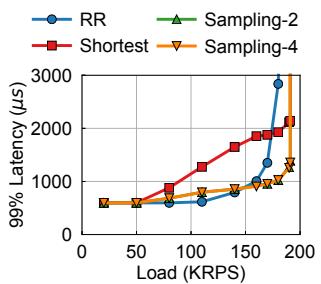 RR
Sampling-2
Shortest
Sampling-4
99% Latency (μs)
3000
2000
1000
0
0 50 100 150 200
Load (KRPS)